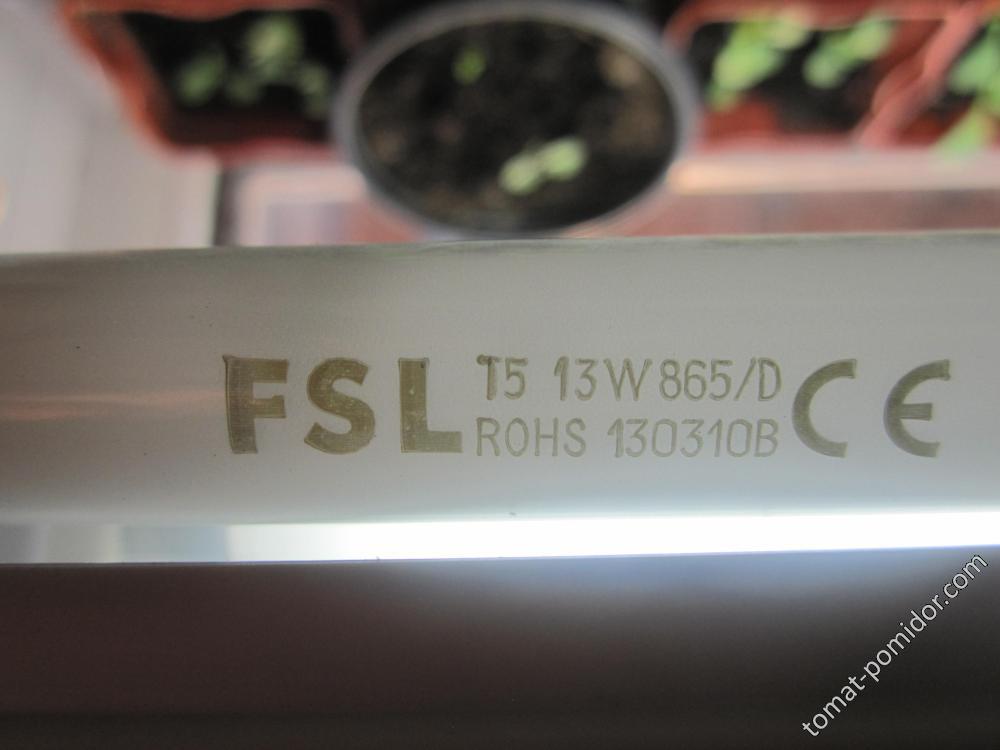 FSL T5 13W 865/D CE
ROHS 130310B
tomat-pomidor.com